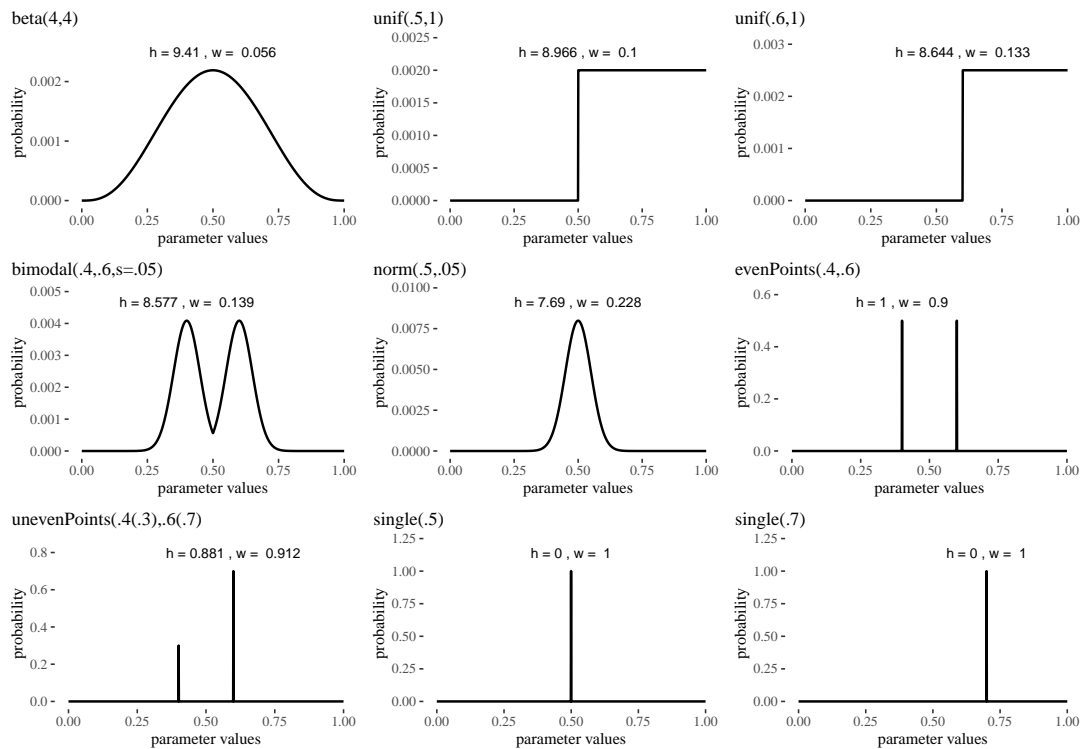 beta(4,4)
h = 9.41 , w = 0.056
probability
0.002
0.001
0.000
0.00 0.25 0.50 0.75 1.00
parameter values
unif(.5,1)
h = 8.966 , w = 0.1
probability
0.0025
0.0020
0.0015
0.0010
0.0005
0.0000
0.00 0.25 0.50 0.75 1.00
parameter values
unif(.6,1)
h = 8.644 , w = 0.133
probability
0.003
0.002
0.001
0.000
0.00 0.25 0.50 0.75 1.00
parameter values
bimodal(.4,.6,s=.05)
h = 8.577 , w = 0.139
probability
0.005
0.004
0.003
0.002
0.001
0.000
0.00 0.25 0.50 0.75 1.00
parameter values
norm(.5,.05)
h = 7.69 , w = 0.228
probability
0.0100
0.0075
0.0050
0.0025
0.0000
0.00 0.25 0.50 0.75 1.00
parameter values
evenPoints(.4,.6)
h = 1 , w = 0.9
probability
0.6
0.4
0.2
0.0
0.00 0.25 0.50 0.75 1.00
parameter values
unevenPoints(.4(.3),.6(.7)
h = 0.881 , w = 0.912
probability
0.8
0.6
0.4
0.2
0.0
0.00 0.25 0.50 0.75 1.00
parameter values
single(.5)
h = 0 , w = 1
probability
1.25
1.00
0.75
0.50
0.25
0.00
0.00 0.25 0.50 0.75 1.00
parameter values
single(.7)
h = 0 , w = 1
probability
1.25
1.00
0.75
0.50
0.25
0.00
0.00 0.25 0.50 0.75 1.00
parameter values